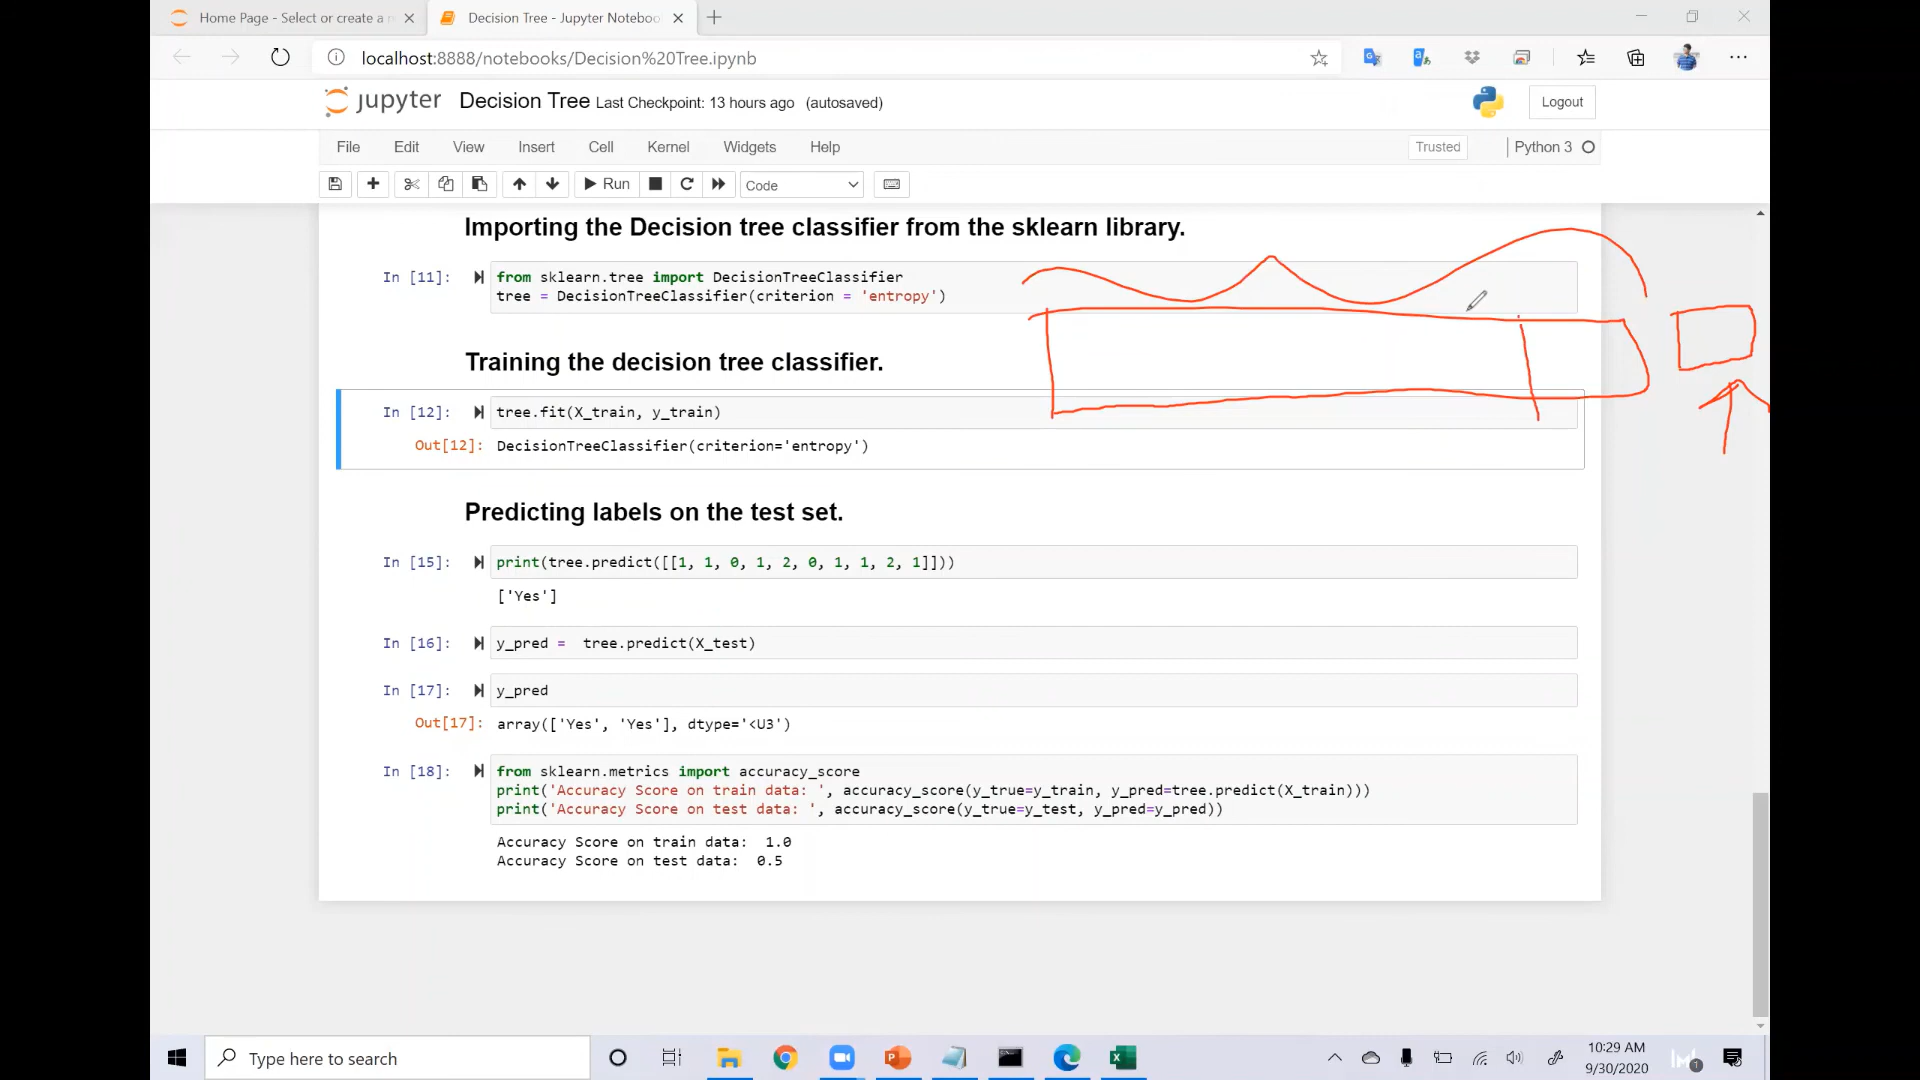 Home Page - Select or create a n
Decision Tree - Jupyter Noteboo
localhost:8888/notebooks/Decision%20Tree.ipynb
jupyter Decision Tree Last Checkpoint: 13 hours ago (autosaved)
Logout
File Edit View Insert Cell Kernel Widgets Help
Trusted
Python 3
Run
Code
Importing the Decision tree classifier from the sklearn library.
In [11]: from sklearn.tree import DecisionTreeClassifier
tree = DecisionTreeClassifier(criterion = 'entropy')
Training the decision tree classifier.
In [12]: tree.fit(X_train, y_train)
Out[12]: DecisionTreeClassifier(criterion='entropy')
Predicting labels on the test set.
In [15]: print(tree.predict([[1, 1, 0, 1, 2, 0, 1, 1, 2, 1]]))
['Yes']
In [16]: y_pred =  tree.predict(X_test)
In [17]: y_pred
Out[17]: array(['Yes', 'Yes'], dtype='<U3')
In [18]: from sklearn.metrics import accuracy_score
print('Accuracy Score on train data: ', accuracy_score(y_true=y_train, y_pred=tree.predict(X_train)))
print('Accuracy Score on test data: ', accuracy_score(y_true=y_test, y_pred=y_pred))
Accuracy Score on train data:  1.0
Accuracy Score on test data:  0.5
Type here to search
10:29 AM
9/30/2020
1